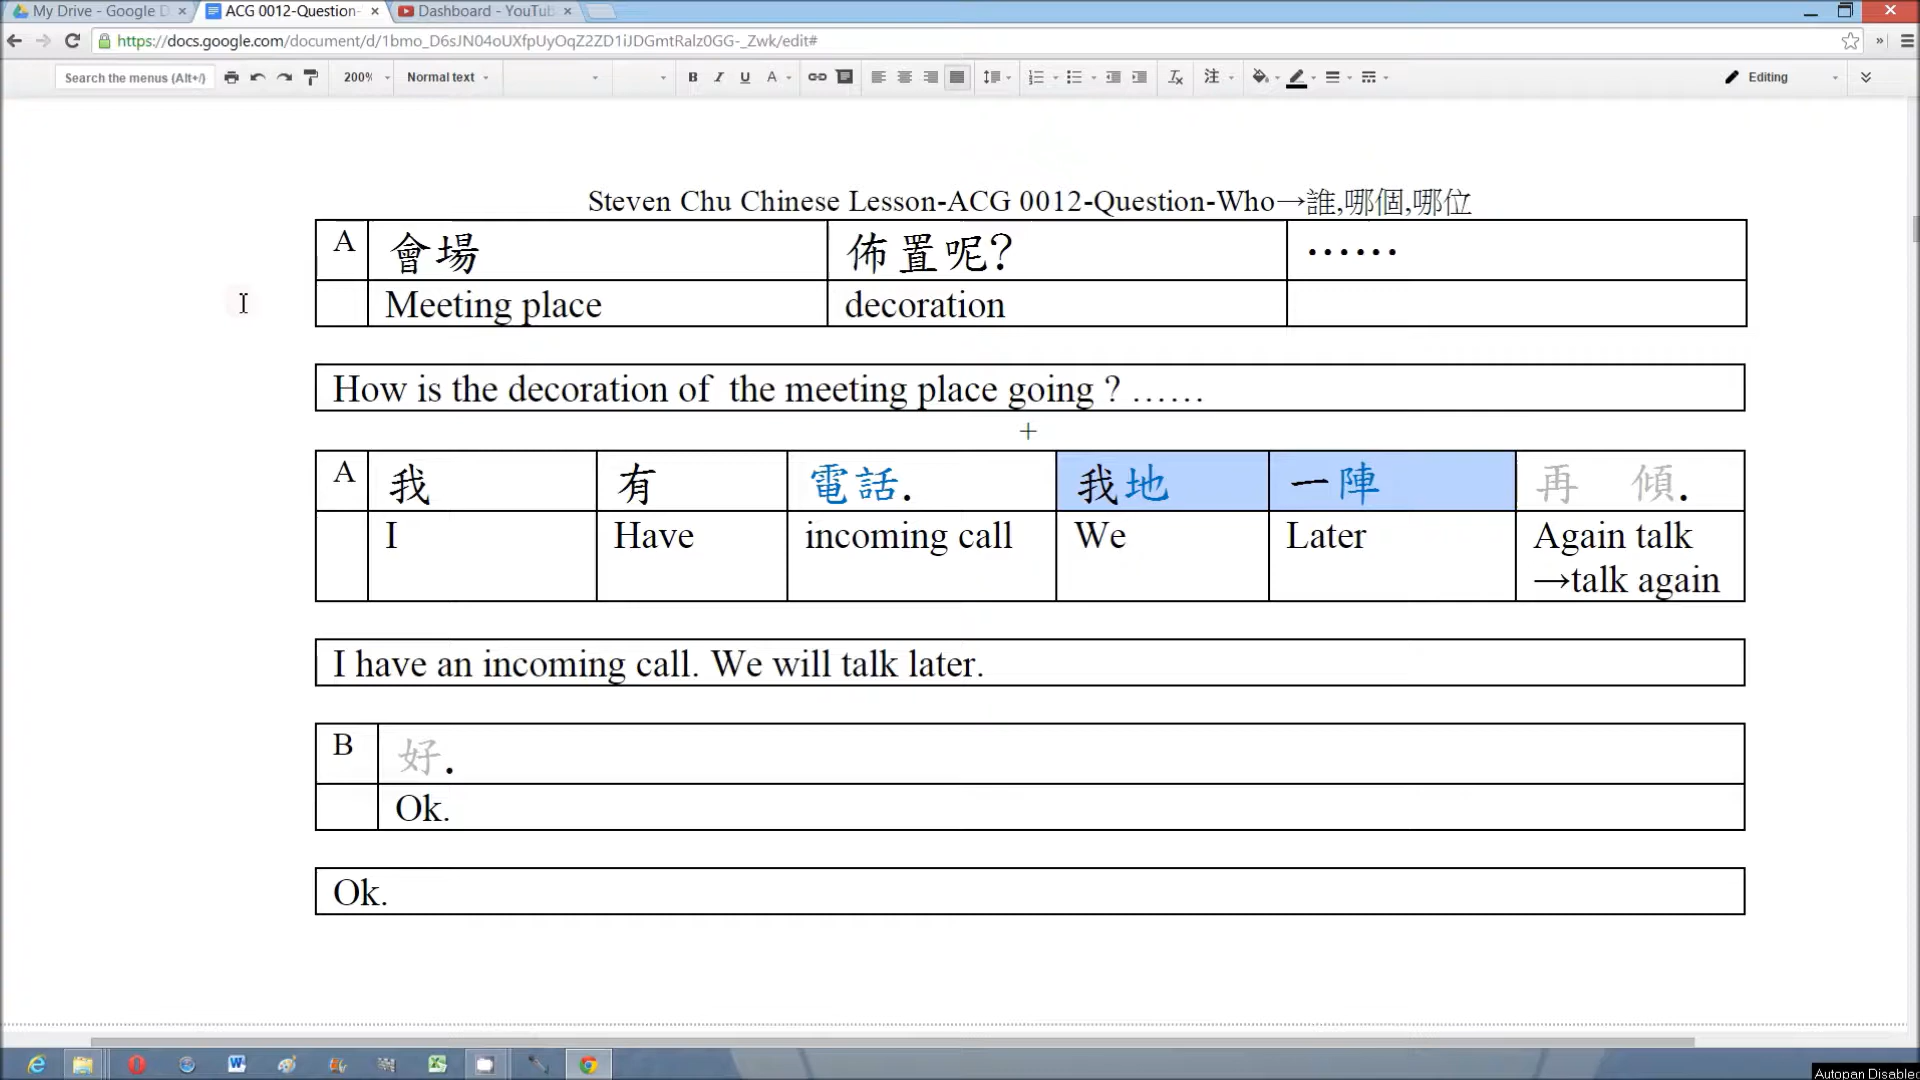 My Drive - Google D
ACG 0012-Question-
Dashboard - YouTub
https://docs.google.com/document/d/1bmo_D6sJN04oUXfpUyOqZ2ZD1iJDGmtRalz0GG-_Zwk/edit#
Search the menus (Alt+/) 200% Normal text B I U A 注 Editing
Steven Chu Chinese Lesson-ACG 0012-Question-Who→誰,哪個,哪位
A 會場 佈置呢? ......
Meeting place decoration
How is the decoration of the meeting place going ? ......
A 我 有 電話. 我地 一陣 再 傾.
I Have incoming call We Later Again talk
→talk again
I have an incoming call. We will talk later.
B 好.
Ok.
Ok.
Autopan Disabled